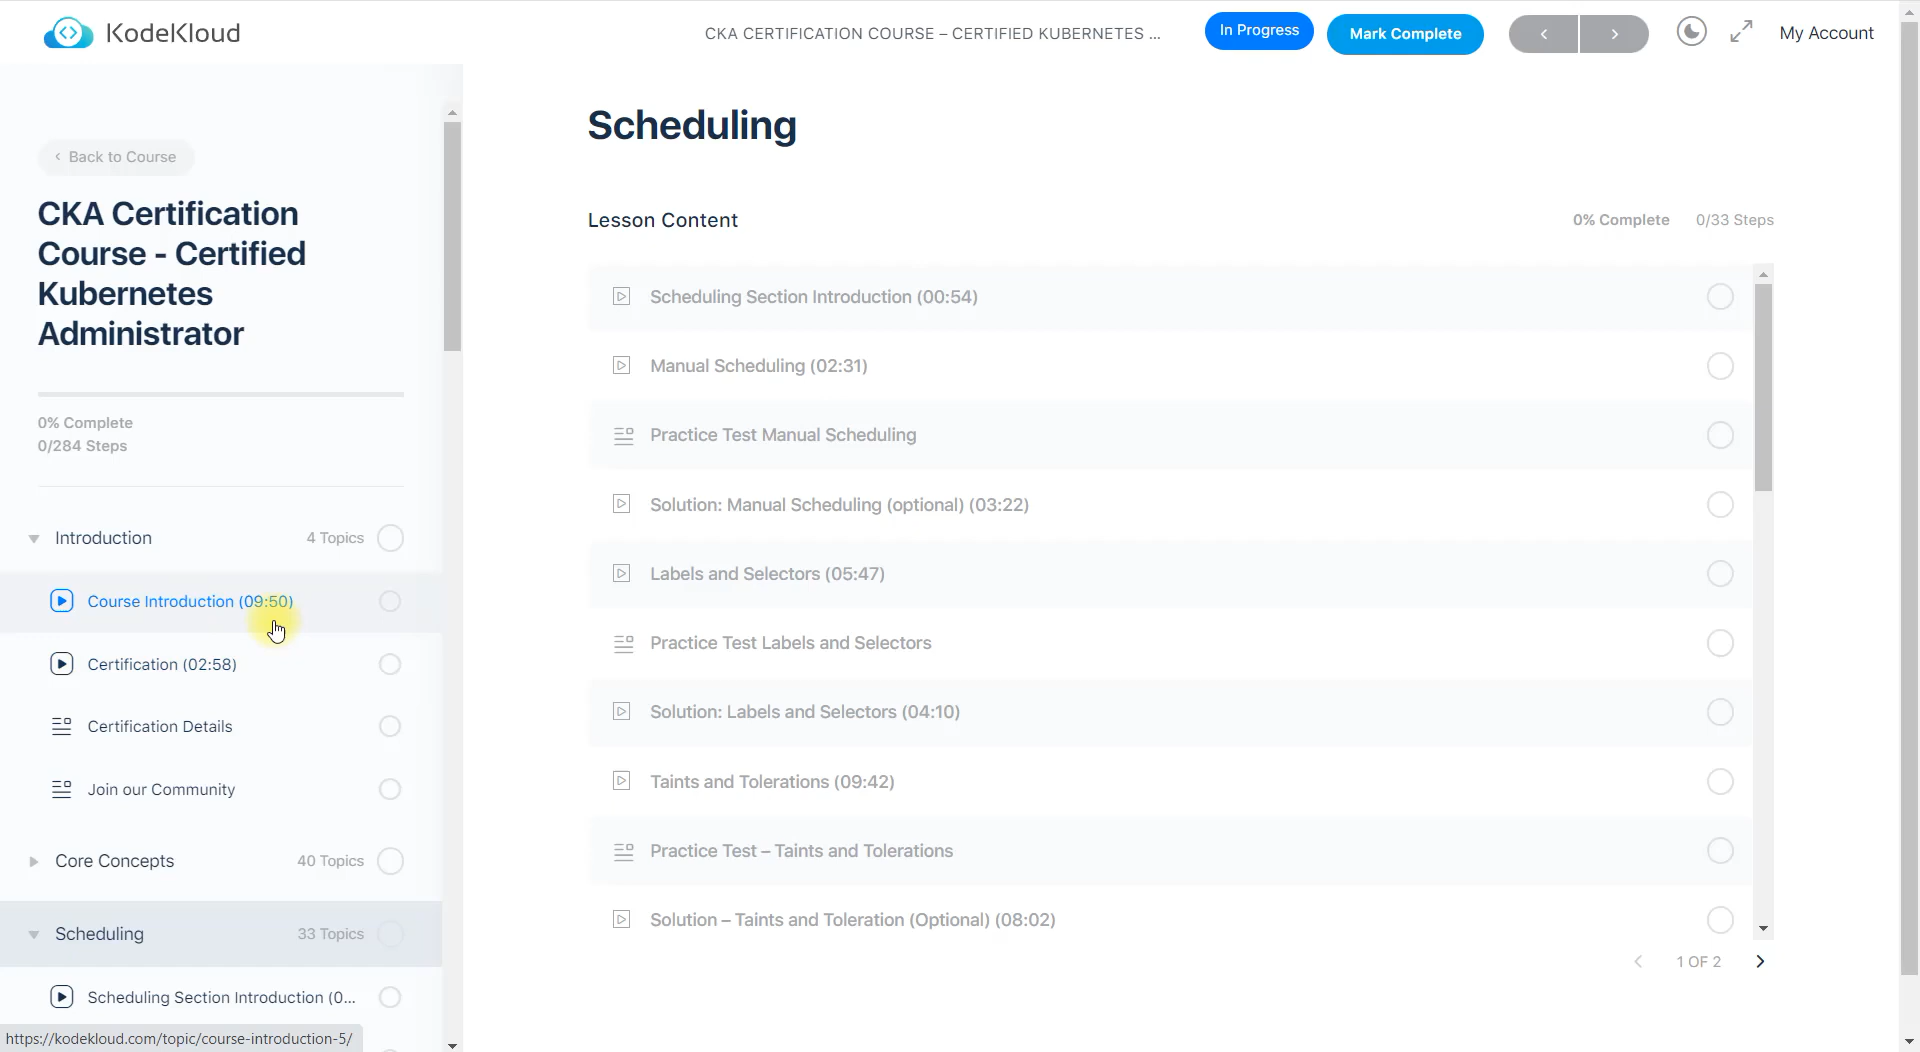 KodeKloud
CKA CERTIFICATION COURSE – CERTIFIED KUBERNETES ...
In Progress
Mark Complete
My Account
Back to Course
CKA Certification
Course - Certified
Kubernetes
Administrator
0% Complete
0/284 Steps
Introduction 4 Topics
Course Introduction (09:50)
Certification (02:58)
Certification Details
Join our Community
Core Concepts 40 Topics
Scheduling 33 Topics
Scheduling Section Introduction (0...
https://kodekloud.com/topic/course-introduction-5/
Scheduling
Lesson Content 0% Complete 0/33 Steps
Scheduling Section Introduction (00:54)
Manual Scheduling (02:31)
Practice Test Manual Scheduling
Solution: Manual Scheduling (optional) (03:22)
Labels and Selectors (05:47)
Practice Test Labels and Selectors
Solution: Labels and Selectors (04:10)
Taints and Tolerations (09:42)
Practice Test – Taints and Tolerations
Solution – Taints and Toleration (Optional) (08:02)
1 OF 2